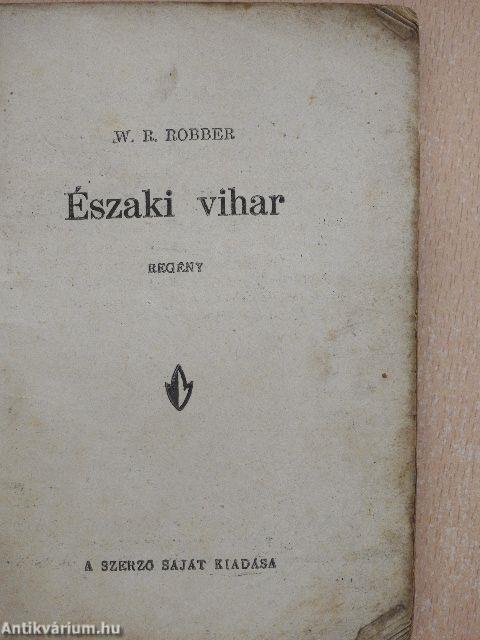 W. R. ROBBER
Északi vihar
REGÉNY
A SZERZŐ SAJÁT KIADÁSA
Antikvárium.hu